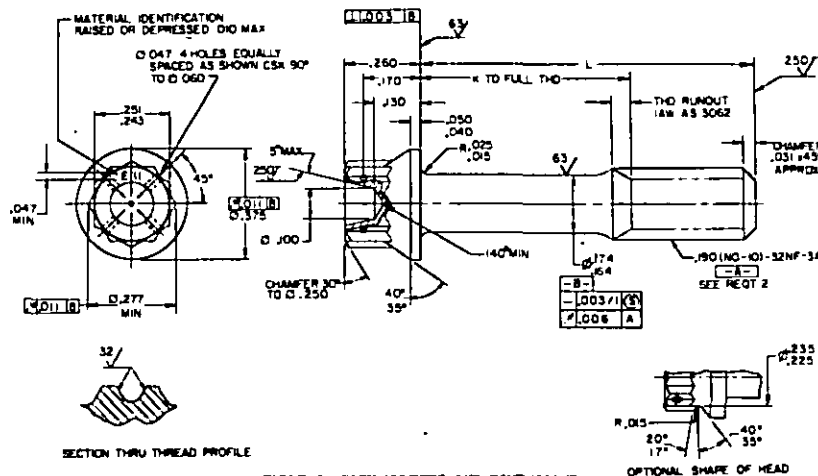 MATERIAL IDENTIFICATION
RAISED OR DEPRESSED .010 MAX
Ø.047 4 HOLES EQUALLY
SPACED AS SHOWN CSK 90°
TO Ø.060
.251
.243
45°
.047
MIN
.011 B
Ø.277
MIN
.011 B
Ø.375
⊥ .003 B
63
.260
.170
.130
.050
.040
R .025
.015
5° MAX
250
Ø.100
CHAMFER 30°
TO Ø.250
40°
35°
140° MIN
K TO FULL THD
L
250
THD RUNOUT
IAW AS 3062
CHAMFER
.031 x45
APPROX
63
Ø.174
.164
-B-
.003/1 Ⓢ
.006 A
.190 (NO.10)-32NF-3A
-A-
SEE REQT 2
32
SECTION THRU THREAD PROFILE
Ø.235
.225
R.015
20°
17°
40°
35°
OPTIONAL SHAPE OF HEAD